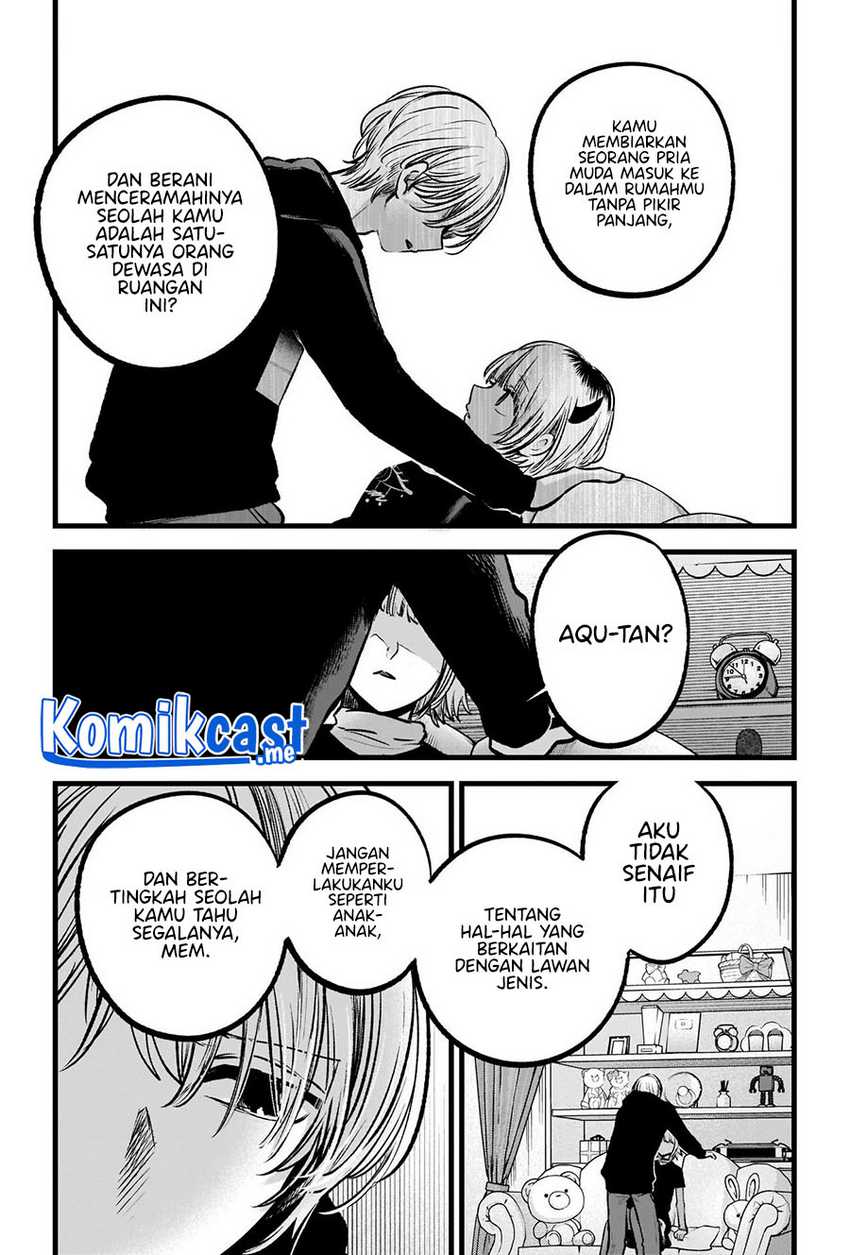 KAMU
MEMBIARKAN
SEORANG PRIA
MUDA MASUK KE
DALAM RUMAHMU
TANPA PIKIR
PANJANG,
DAN BERANI
MENCERAMAHINYA
SEOLAH KAMU
ADALAH SATU-
SATUNYA ORANG
DEWASA DI
RUANGAN
INI?
AQU-TAN?
Komikcast
.me
AKU
TIDAK
SENAIF
ITU
TENTANG
HAL-HAL YANG
BERKAITAN
DENGAN LAWAN
JENIS.
JANGAN
MEMPER-
LAKUKANKU
SEPERTI
ANAK-
ANAK,
DAN BER-
TINGKAH SEOLAH
KAMU TAHU
SEGALANYA,
MEM.